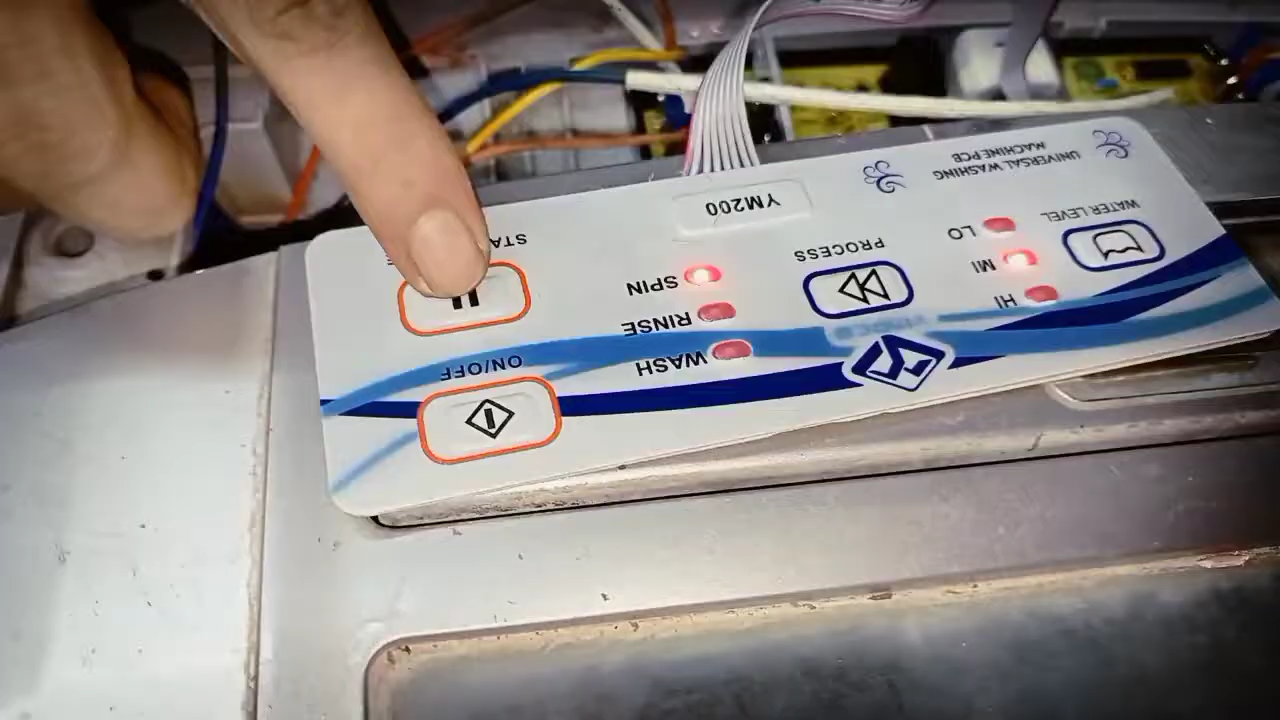 UNIVERSAL WASHING
MACHINE PCB
YM200
WATER LEVEL
LO
MI
HI
PROCESS
SPIN
RINSE
WASH
ON/OFF